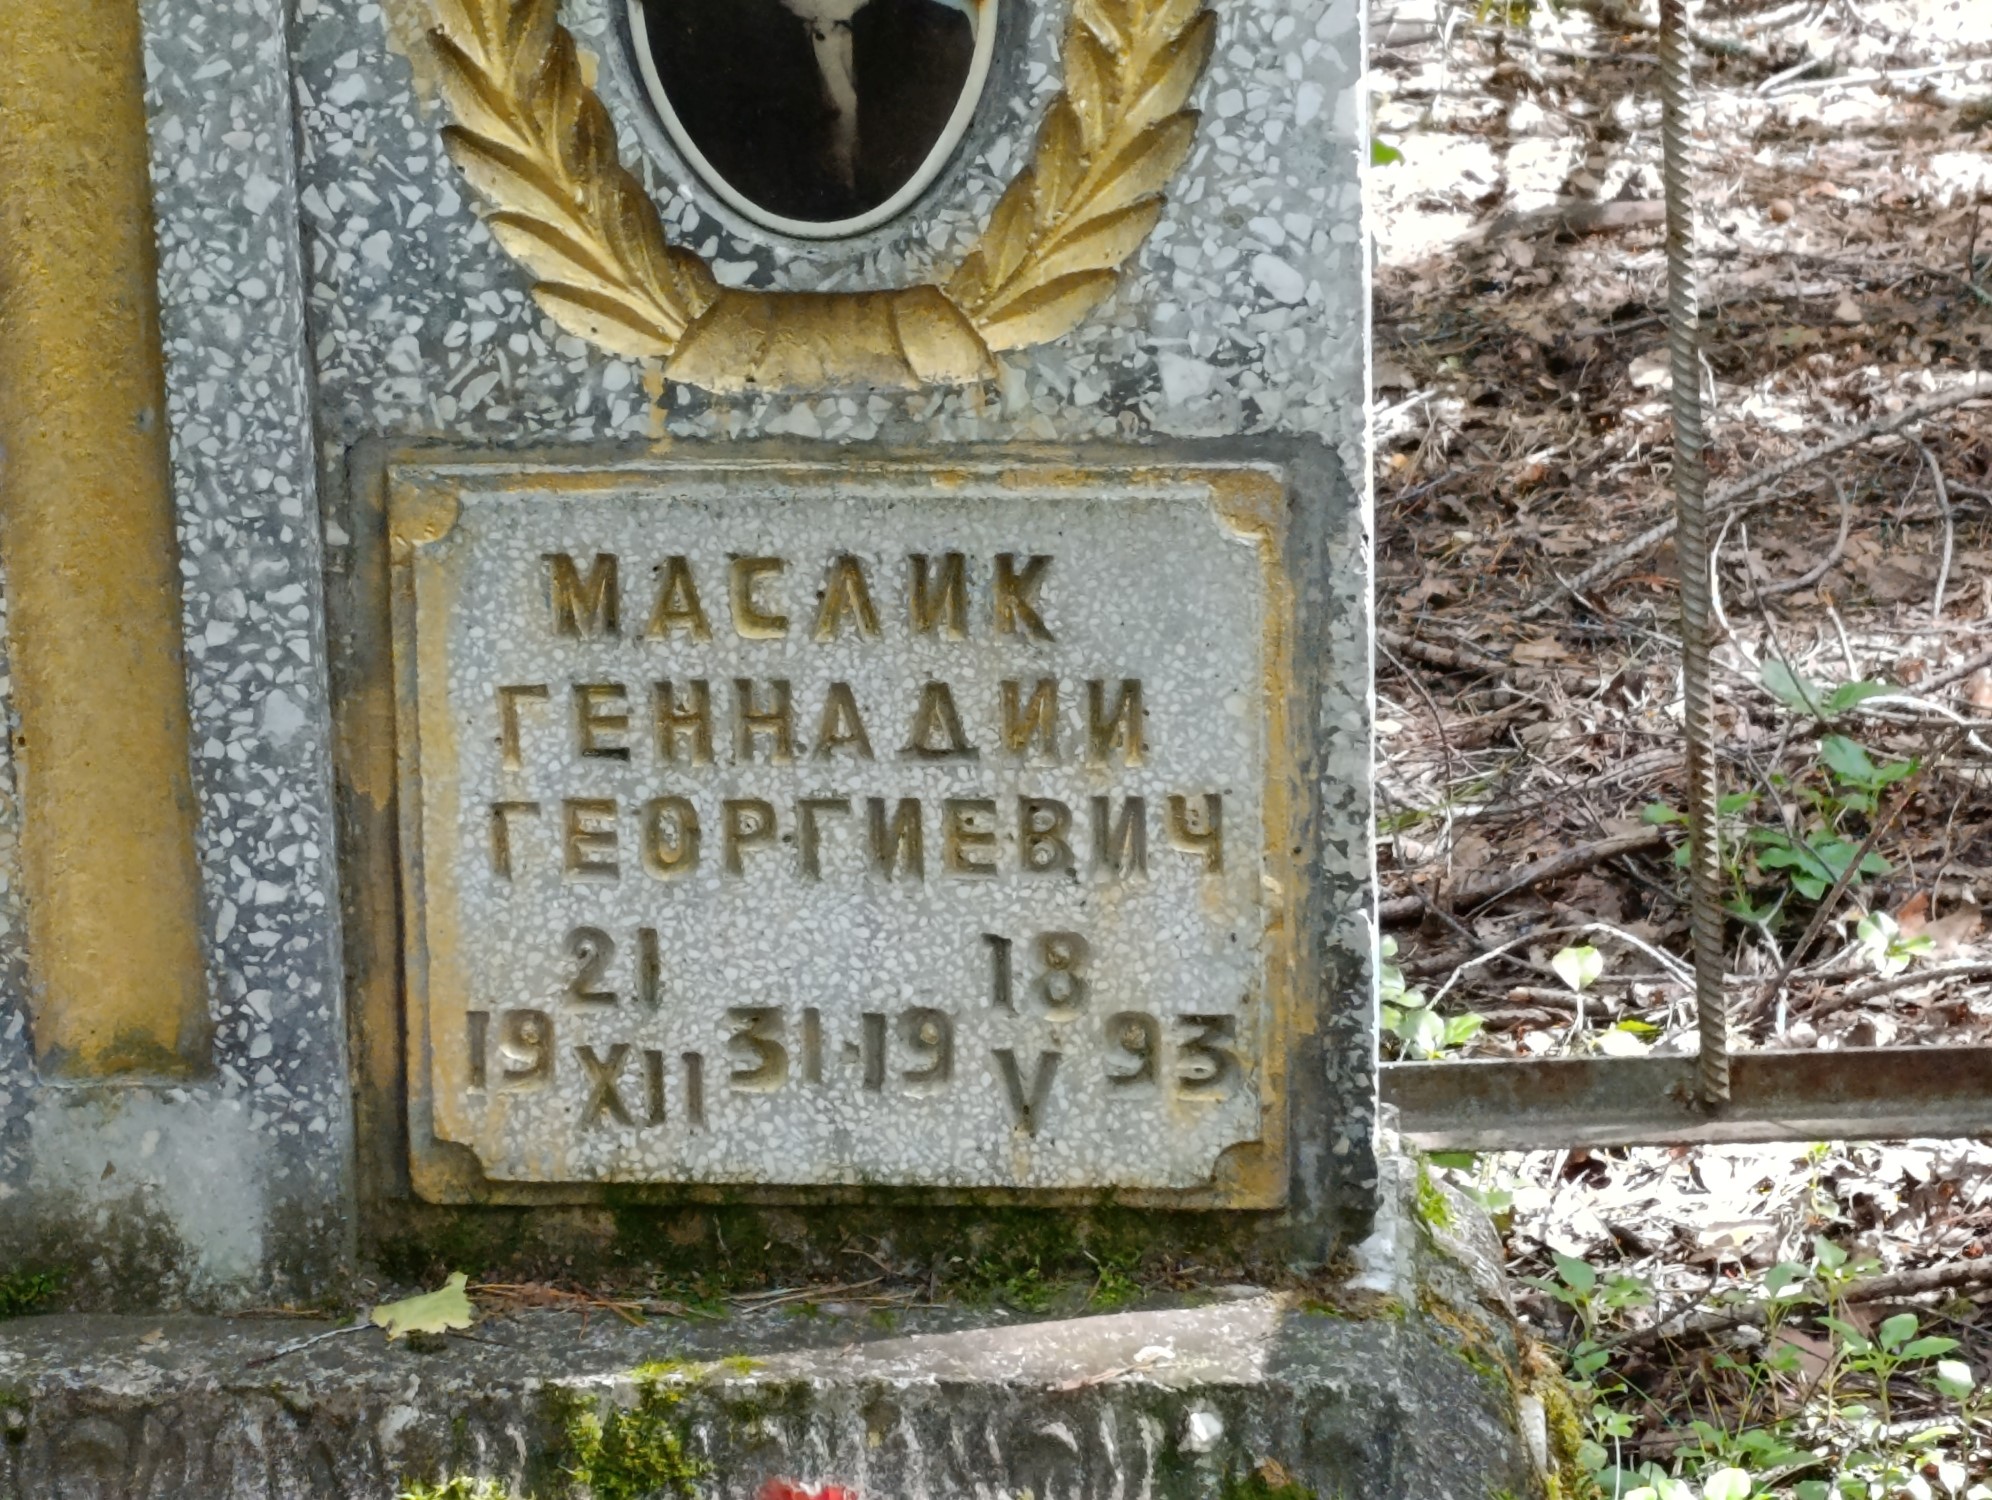 МАСЛИК
ГЕННАДИИ
ГЕОРГИЕВИЧ
21 18
19 XII 31-19 V 93